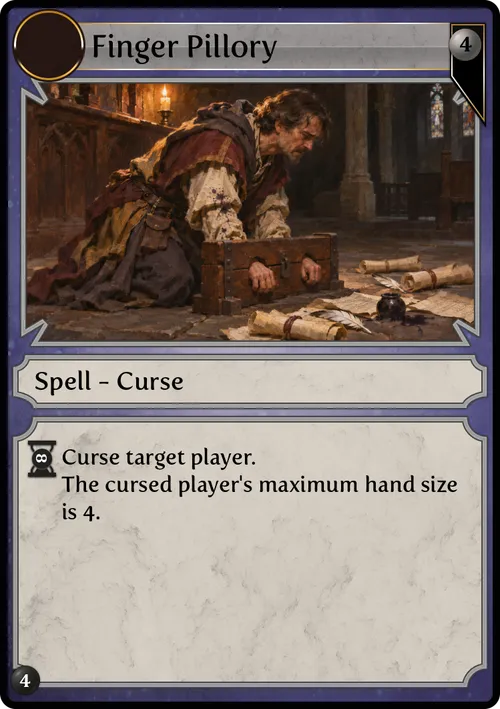 Finger Pillory
4
Spell - Curse
Curse target player.
The cursed player's maximum hand size
is 4.
4